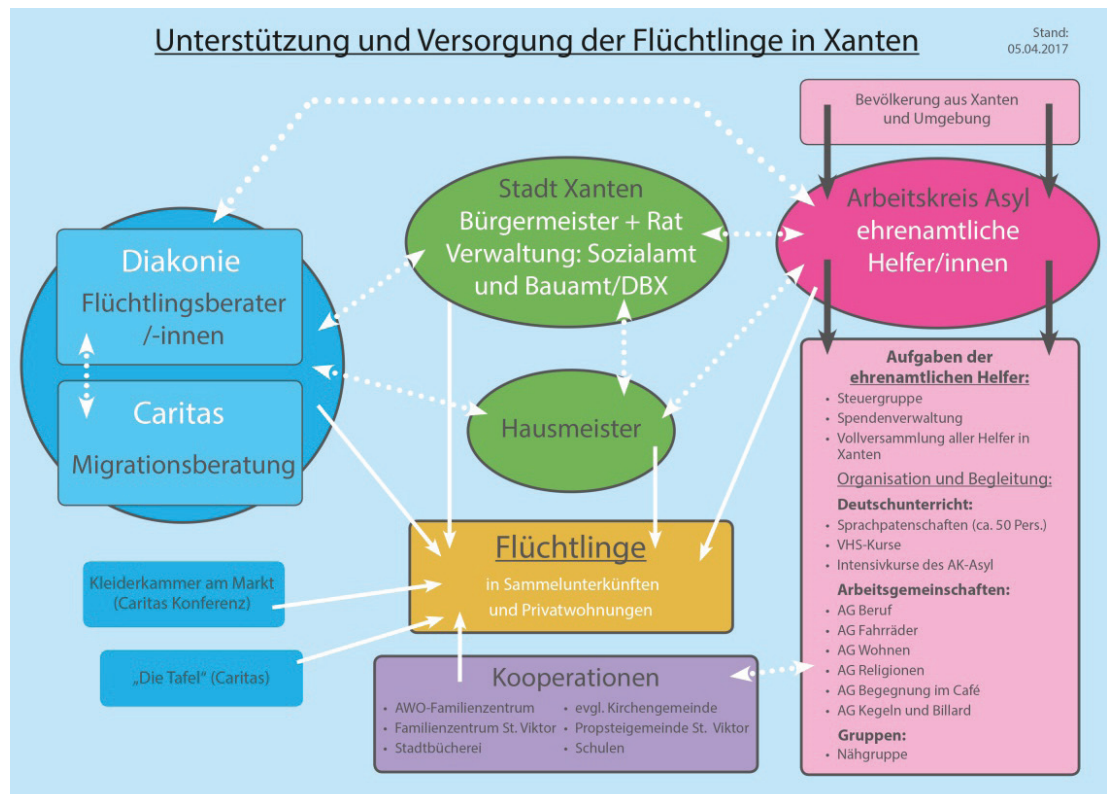 Unterstützung und Versorgung der Flüchtlinge in Xanten
Stand:
05.04.2017
Bevölkerung aus Xanten
und Umgebung
Stadt Xanten
Bürgermeister + Rat
Verwaltung: Sozialamt
und Bauamt/DBX
Arbeitskreis Asyl
ehrenamtliche
Helfer/innen
Diakonie
Flüchtlingsberater
/-innen
Caritas
Migrationsberatung
Hausmeister
Flüchtlinge
in Sammelunterkünften
und Privatwohnungen
Kleiderkammer am Markt
(Caritas Konferenz)
„Die Tafel“ (Caritas)
Kooperationen
• AWO-Familienzentrum
• Familienzentrum St. Viktor
• Stadtbücherei
• evgl. Kirchengemeinde
• Propsteigemeinde St. Viktor
• Schulen
Aufgaben der
ehrenamtlichen Helfer:
• Steuergruppe
• Spendenverwaltung
• Vollversammlung aller Helfer in
Xanten
Organisation und Begleitung:
Deutschunterricht:
• Sprachpatenschaften (ca. 50 Pers.)
• VHS-Kurse
• Intensivkurse des AK-Asyl
Arbeitsgemeinschaften:
• AG Beruf
• AG Fahrräder
• AG Wohnen
• AG Religionen
• AG Begegnung im Café
• AG Kegeln und Billard
Gruppen:
• Nähgruppe